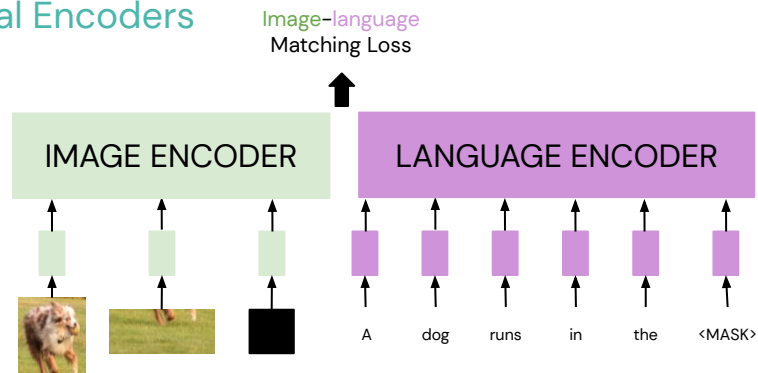 al Encoders
Image-language
Matching Loss
IMAGE ENCODER
LANGUAGE ENCODER
A dog runs in the <MASK>